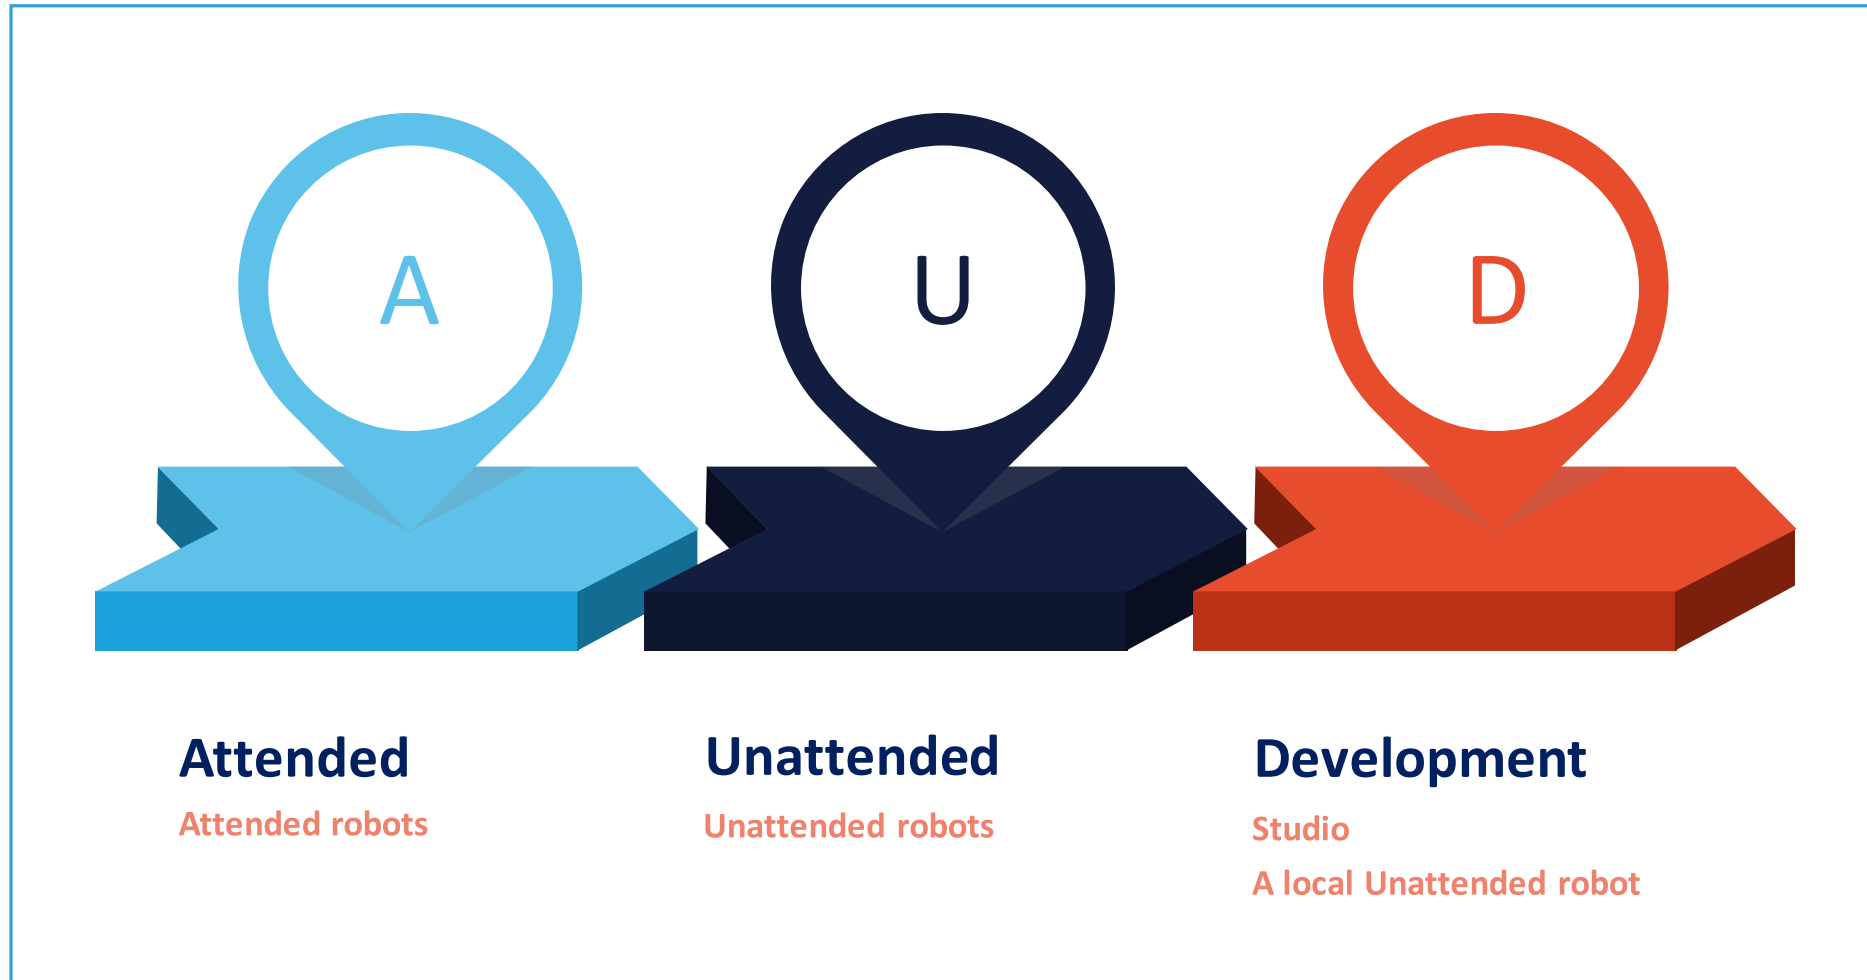 A
U
D
Attended
Attended robots
Unattended
Unattended robots
Development
Studio
A local Unattended robot